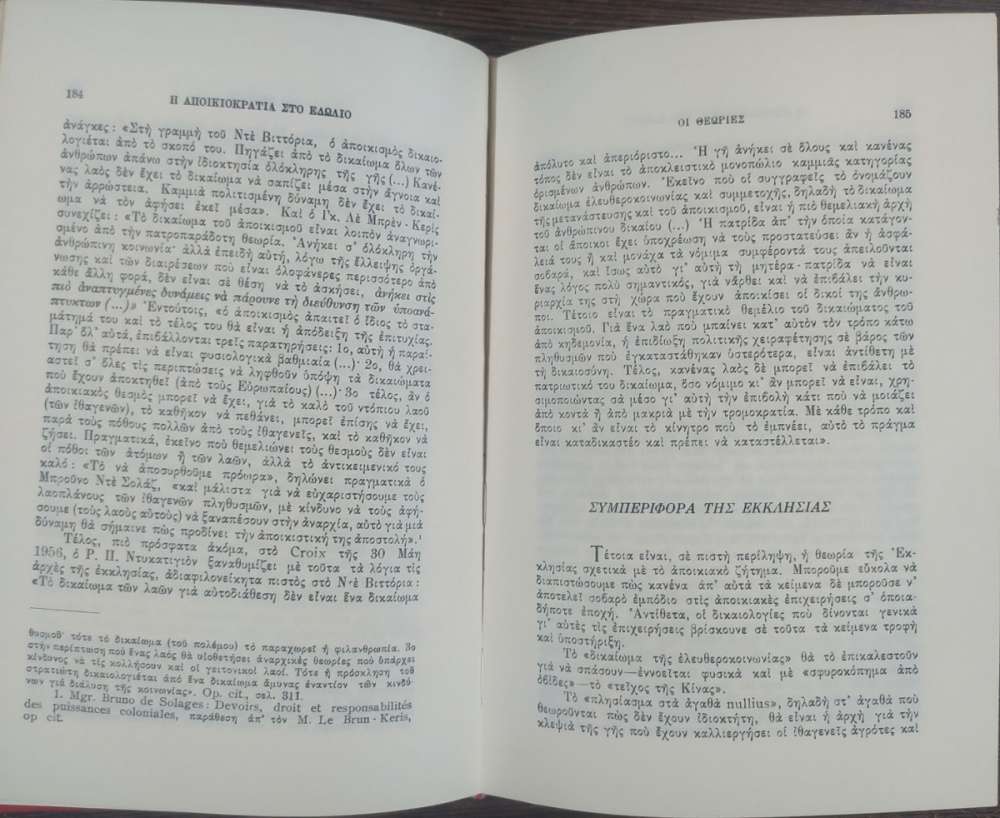 184
Η ΑΠΟΙΚΙΟΚΡΑΤΙΑ ΣΤΟ ΕΔΩΛΙΟ
ἀνάγκες: «Στὴ γραμμὴ τοῦ Ντὲ Βιττόρια, ὁ ἀποικισμὸς δικαιο-
λογιέται ἀπὸ τὸ σκοπό του. Πηγάζει ἀπὸ τὸ δικαίωμα ὅλων τῶν
ἀνθρώπων ἀπάνω στὴν ἰδιοκτησία ὁλόκληρης τῆς γῆς (...) Κανέ-
νας λαὸς δὲν ἔχει τὸ δικαίωμα νὰ σαπίζει μέσα στὴν ἄγνοια καὶ
τὴν ἀρρώστεια. Καμμιὰ πολιτισμένη δύναμη δὲν ἔχει τὸ δικαί-
ωμα νὰ τὸν ἀφήσει ἐκεῖ μέσα». Καὶ ὁ Γκ. Λὲ Μπρὲν - Κερὶς
συνεχίζει: «Τὸ δικαίωμα τοῦ ἀποικισμοῦ εἶναι λοιπὸν ἀναγνωρι-
σμένο ἀπὸ τὴν πατροπαράδοτη θεωρία. Ἀνήκει σ' ὁλόκληρη τὴν
ἀνθρώπινη κοινωνία· ἀλλὰ ἐπειδὴ αὐτή, λόγω τῆς ἔλλειψης ὀργά-
νωσης καὶ τῶν διαιρέσεων ποὺ εἶναι ὁλοφάνερες περισσότερο ἀπὸ
κάθε ἄλλη φορά, δὲν εἶναι σὲ θέση νὰ τὸ ἀσκήσει, ἀνήκει στὶς
πιὸ ἀναπτυγμένες δυνάμεις νὰ πάρουνε τὴ διεύθυνση τῶν ὑποανά-
πτυκτων (...)» Ἐντούτοις, «ὁ ἀποικισμὸς ἀπαιτεῖ ὁ ἴδιος τὸ στα-
μάτημά του καὶ τὸ τέλος του θὰ εἶναι ἡ ἀπόδειξη τῆς ἐπιτυχίας.
Παρ' ὅλ' αὐτά, ἐπιβάλλονται τρεῖς παρατηρήσεις: 1ο, αὐτὴ ἡ παραί-
τηση θὰ πρέπει νὰ εἶναι φυσιολογικὰ βαθμιαία (...)· 2ο, θὰ χρει-
αστεῖ σ' ὅλες τὶς περιπτώσεις νὰ ληφθοῦν ὑπόψη τὰ δικαιώματα
ποὺ ἔχουν ἀποκτηθεῖ (ἀπὸ τοὺς Εὐρωπαίους)· 3ο τέλος, ἂν ὁ
ἀποικιακὸς θεσμὸς μπορεῖ νὰ ἔχει, γιὰ τὸ καλὸ τοῦ ντόπιου λαοῦ
(τῶν ἰθαγενῶν), τὸ καθῆκον νὰ πεθάνει, μπορεῖ ἐπίσης νὰ ἔχει,
παρὰ τοὺς πόθους πολλῶν ἀπὸ τοὺς ἰθαγενεῖς, καὶ τὸ καθῆκον νὰ
ζήσει. Πραγματικά, ἐκεῖνο ποὺ θεμελιώνει τοὺς θεσμοὺς δὲν εἶναι
οἱ πόθοι τῶν ἀτόμων ἢ τῶν λαῶν, ἀλλὰ τὸ ἀντικειμενικό τους
καλό: «Τὸ νὰ ἀποσυρθοῦμε πρόωρα», δηλώνει πραγματικὰ ὁ
Μπροῦνο Ντὲ Σολάζ, «καὶ μάλιστα γιὰ νὰ εὐχαριστήσουμε τοὺς
λαοπλάνους τῶν ἰθαγενῶν πληθυσμῶν, μὲ κίνδυνο νὰ τοὺς ἀφή-
σουμε (τοὺς λαοὺς αὐτοὺς) νὰ ξαναπέσουν στὴν ἀναρχία, αὐτὸ γιὰ μιὰ
δύναμη θὰ σήμαινε πὼς προδίνει τὴν ἀποικιστική της ἀποστολή».¹
Τέλος, πιὸ πρόσφατα ἀκόμα, στὸ Croix τῆς 30 Μάη
1956, ὁ Ρ. Π. Ντυκατιγιὸν ξαναθυμίζει μὲ τοῦτα τὰ λόγια τὶς
ἀρχὲς τῆς ἐκκλησίας, ἀδιαφιλονείκητα πιστὸς στὸ Ντὲ Βιττόρια:
«Τὸ δικαίωμα τῶν λαῶν γιὰ αὐτοδιάθεση δὲν εἶναι ἕνα δικαίωμα
θυσμοῦ· τότε τὸ δικαίωμα (τοῦ πολέμου) τὸ παραχωρεῖ ἡ φιλανθρωπία. 3ο
στὴν περίπτωση ποὺ ἕνας λαὸς θὰ υἱοθετήσει ἀναρχικὲς θεωρίες ποὺ ὑπάρχει
κίνδυνος νὰ τὶς κολλήσουν καὶ οἱ γειτονικοὶ λαοί. Τότε ἡ πρόσκληση τοῦ
στρατιώτη δικαιολογιέται ἀπὸ ἕνα δικαίωμα ἄμυνας ἐναντίον τῶν κινδύ-
νων γιὰ διάλυση τῆς κοινωνίας». Op. cit., σελ. 311.
1. Mgr. Bruno de Solages: Devoirs, droit et responsabilités
des puissances coloniales, παράθεση ἀπ' τὸν M. Le Brun - Keris,
op cit.
ΟΙ ΘΕΩΡΙΕΣ
185
ἀπόλυτο καὶ ἀπεριόριστο... Ἡ γῆ ἀνήκει σὲ ὅλους καὶ κανένας
τόπος δὲν εἶναι τὸ ἀποκλειστικὸ μονοπώλιο καμμιᾶς κατηγορίας
ὁρισμένων ἀνθρώπων. Ἐκεῖνο ποὺ οἱ συγγραφεῖς τὸ ὀνομάζουν
δικαίωμα ἐλευθεροκοινωνίας καὶ συμμετοχῆς, δηλαδὴ τὸ δικαίωμα
τῆς μετανάστευσης καὶ τοῦ ἀποικισμοῦ, εἶναι ἡ πιὸ θεμελιακὴ ἀρχὴ
τοῦ ἀνθρώπινου δικαίου (...) Ἡ πατρίδα ἀπ' τὴν ὁποία κατάγον-
ται οἱ ἄποικοι ἔχει ὑποχρέωση νὰ τοὺς προστατεύσει ἂν ἡ ἀσφά-
λειά τους ἢ καὶ μονάχα τὰ νόμιμα συμφέροντά τους ἀπειλοῦνται
σοβαρά, καὶ ἴσως αὐτὸ γι' αὐτὴ τὴ μητέρα-πατρίδα νὰ εἶναι
ἕνας λόγος πολὺ σημαντικός, γιὰ νἄρθει καὶ νὰ ἐπιβάλει τὴν κυ-
ριαρχία της στὴ χώρα ποὺ ἔχουν ἀποικίσει οἱ δικοί της ἄνθρω-
ποι. Τέτοιο εἶναι τὸ πραγματικὸ θεμέλιο τοῦ δικαιώματος τοῦ
ἀποικισμοῦ. Γιὰ ἕνα λαὸ ποὺ μπαίνει κατ' αὐτὸν τὸν τρόπο κάτω
ἀπὸ κηδεμονία, ἡ ἐπιδίωξη πολιτικῆς χειραφέτησης σὲ βάρος τῶν
πληθυσμῶν ποὺ ἐγκαταστάθηκαν ὑστερότερα, εἶναι ἀντίθετη μὲ
τὴ δικαιοσύνη. Τέλος, κανένας λαὸς δὲ μπορεῖ νὰ ἐπιβάλει τὸ
πατριωτικό του δικαίωμα, ὅσο νόμιμο κι' ἂν μπορεῖ νὰ εἶναι, χρη-
σιμοποιώντας σὰ μέσο γι' αὐτὴ τὴν ἐπιβολὴ κάτι ποὺ νὰ μοιάζει
ἀπὸ κοντὰ ἢ ἀπὸ μακριὰ μὲ τὴν τρομοκρατία. Μὲ κάθε τρόπο καὶ
ὅποιο κι' ἂν εἶναι τὸ κίνητρο ποὺ τὸ ἐμπνέει, αὐτὸ τὸ πράγμα
εἶναι καταδικαστέο καὶ πρέπει νὰ καταστέλλεται».
ΣΥΜΠΕΡΙΦΟΡΑ ΤΗΣ ΕΚΚΛΗΣΙΑΣ
Τέτοια εἶναι, σὲ πιστὴ περίληψη, ἡ θεωρία τῆς Ἐκ-
κλησίας σχετικὰ μὲ τὸ ἀποικιακὸ ζήτημα. Μποροῦμε εὔκολα νὰ
διαπιστώσουμε πὼς κανένα ἀπ' αὐτὰ τὰ κείμενα δὲ μποροῦσε ν'
ἀποτελεῖ σοβαρὸ ἐμπόδιο στὶς ἀποικιακὲς ἐπιχειρήσεις σ' ὁποια-
δήποτε ἐποχή. Ἀντίθετα, οἱ δικαιολογίες ποὺ δίνονται γενικὰ
γι' αὐτὲς τὶς ἐπιχειρήσεις βρίσκουνε σὲ τοῦτα τὰ κείμενα τροφὴ
καὶ ὑποστήριξη.
Τὸ «δικαίωμα τῆς ἐλευθεροκοινωνίας» θὰ τὸ ἐπικαλεστοῦν
γιὰ νὰ σπάσουν—ἐννοεῖται φυσικὰ καὶ μὲ «σφυροκόπημα ἀπὸ
ὀβίδες»—τὸ «τεῖχος τῆς Κίνας».
Τὸ «πλησίασμα στὰ ἀγαθὰ nullius», δηλαδὴ στ' ἀγαθὰ ποὺ
θεωροῦνται πὼς δὲν ἔχουν ἰδιοκτήτη, θὰ εἶναι ἡ ἀρχὴ γιὰ τὴν
κλεψιὰ τῆς γῆς ποὺ ἔχουν καλλιεργήσει οἱ ἰθαγενεῖς ἀγρότες καὶ